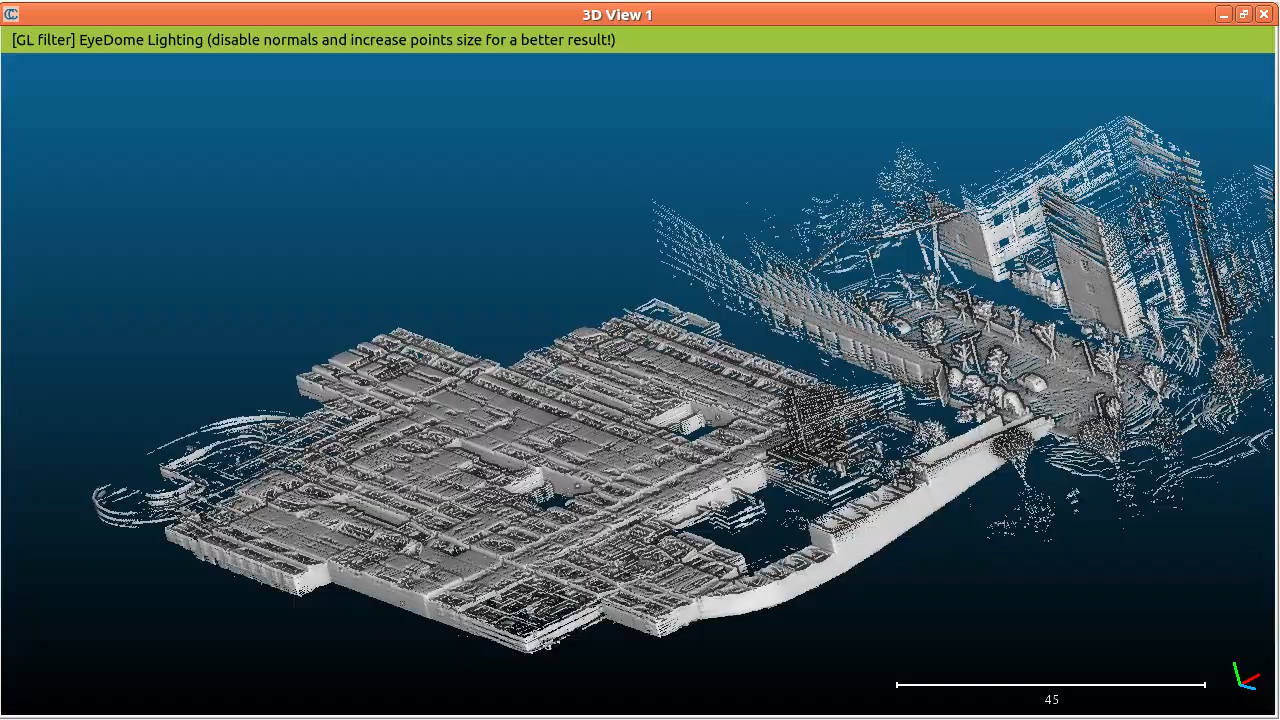 3D View 1
[GL filter] EyeDome Lighting (disable normals and increase points size for a better result!)
45